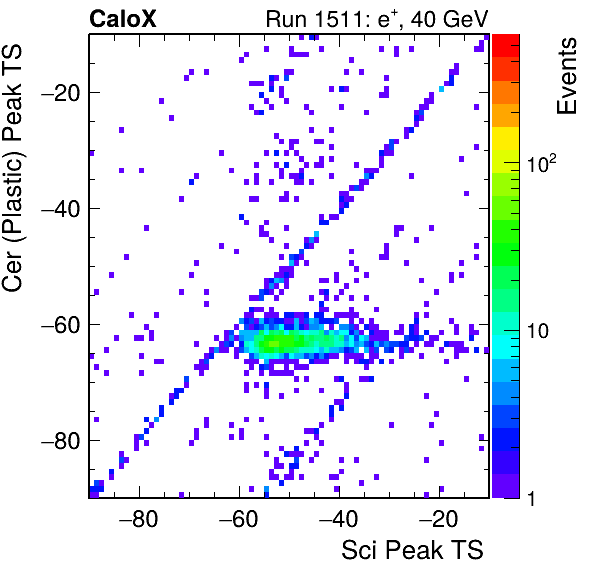 CaloX Run 1511: e⁺, 40 GeV
Events
Cer (Plastic) Peak TS
−20
−40
−60
−80
10²
10
1
−80 −60 −40 −20
Sci Peak TS